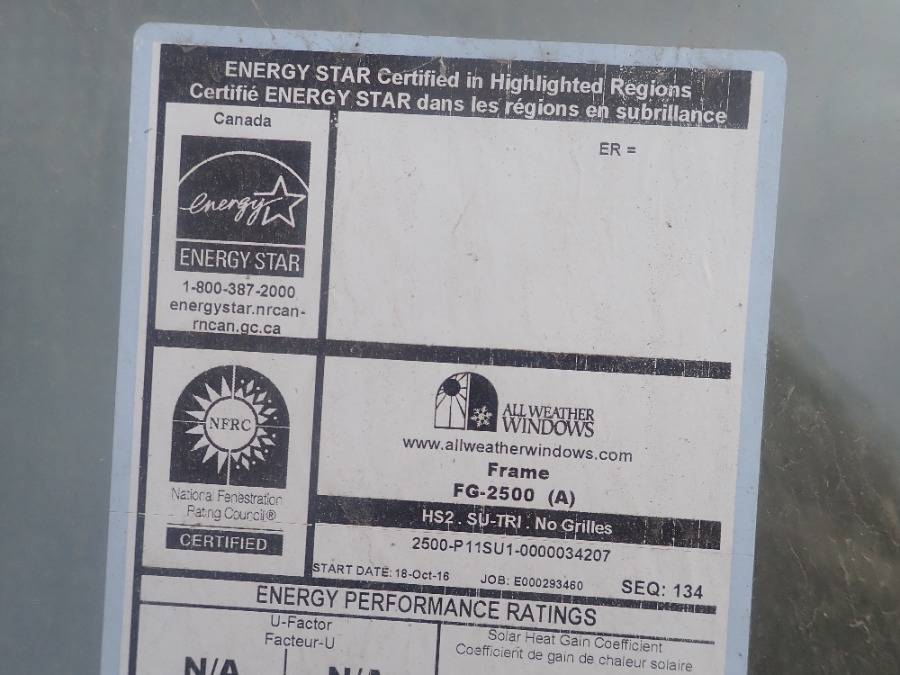 ENERGY STAR Certified in Highlighted Regions
Certifié ENERGY STAR dans les régions en subrillance
Canada
ER =
energy
ENERGY STAR
1-800-387-2000
energystar.nrcan-
rncan.gc.ca
NFRC
National Fenestration
Rating Council®
CERTIFIED
ALL WEATHER
WINDOWS
www.allweatherwindows.com
Frame
FG-2500 (A)
HS2 . SU-TRI . No Grilles
2500-P11SU1-0000034207
START DATE: 18-Oct-16 JOB: E000293460 SEQ: 134
ENERGY PERFORMANCE RATINGS
U-Factor
Facteur-U
Solar Heat Gain Coefficient
Coefficient de gain de chaleur solaire
N/A N/A